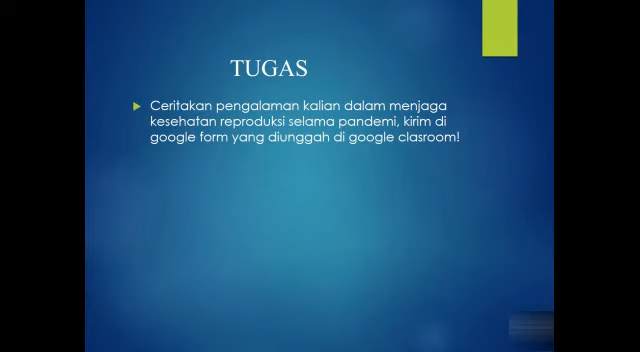 TUGAS
Ceritakan pengalaman kalian dalam menjaga
kesehatan reproduksi selama pandemi, kirim di
google form yang diunggah di google clasroom!